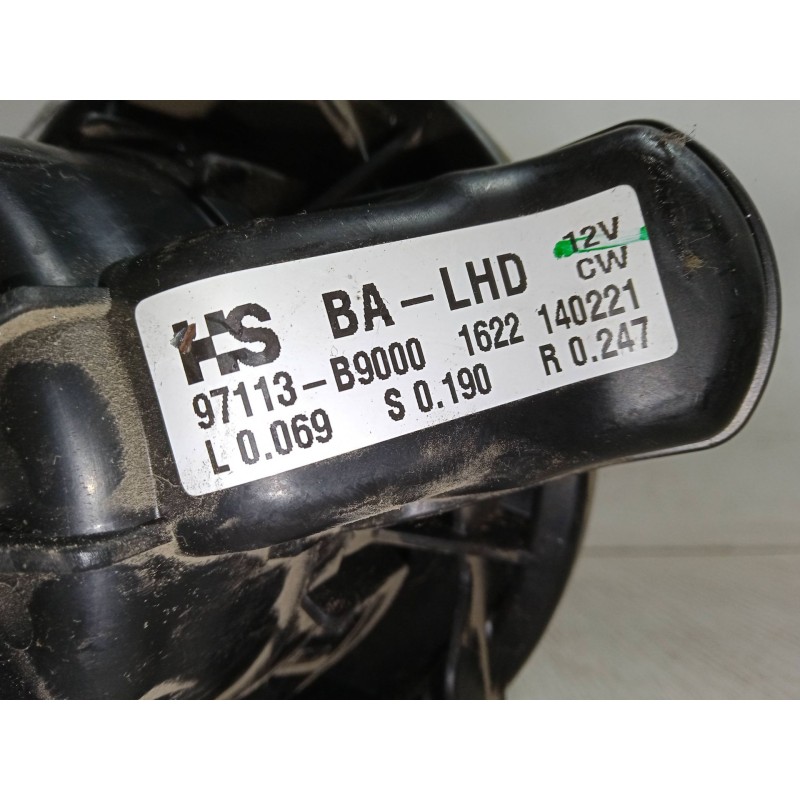 HS BA-LHD 12V
CW
97113-B9000 1622 140221
L 0.069 S 0.190 R 0.247